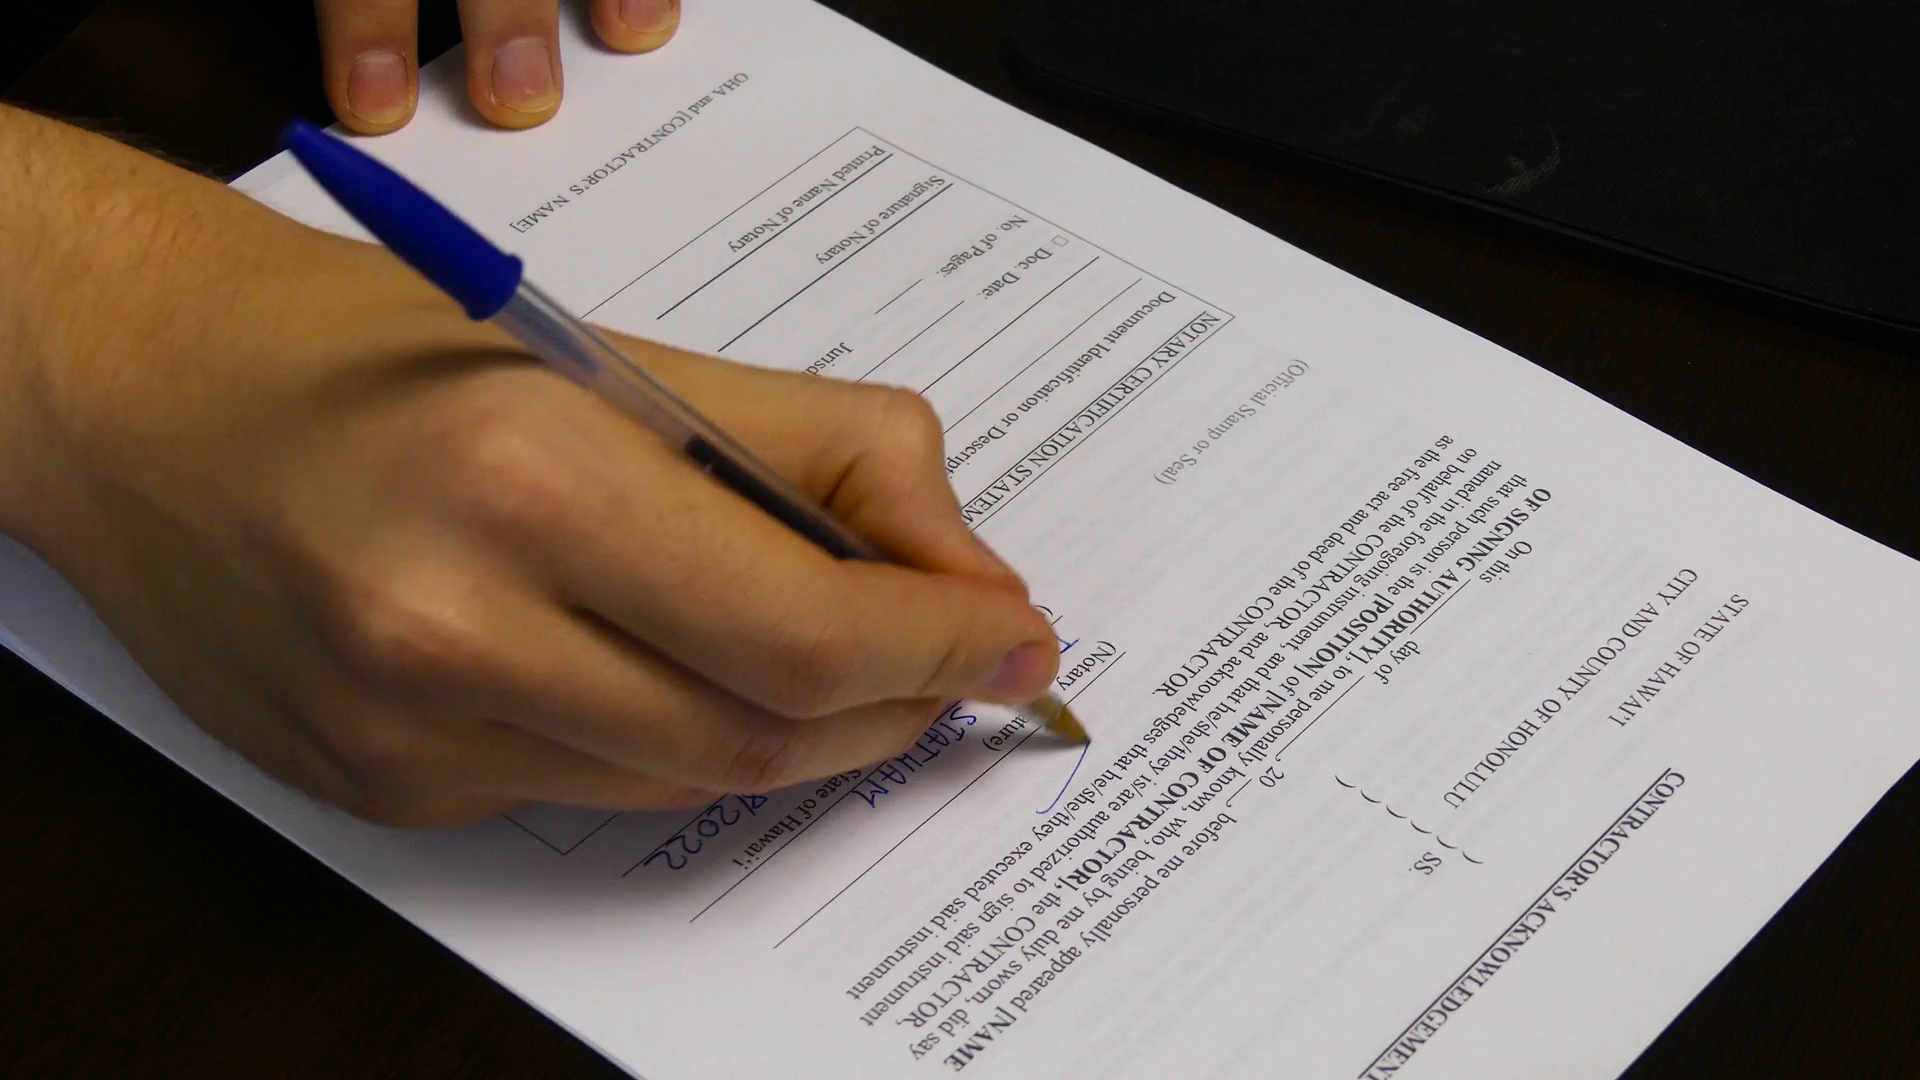 CONTRACTOR'S ACKNOWLEDGEMENT
STATE OF HAWAI'I
CITY AND COUNTY OF HONOLULU
)
)
)
)
)
)
SS.
On this day of 20 before me personally appeared [NAME
OF SIGNING AUTHORITY], to me personally known, who, being by me duly sworn, did say
that such person is the [POSITION] of [NAME OF CONTRACTOR], the CONTRACTOR,
named in the foregoing instrument, and that he/she/they is/are authorized to sign said instrument
on behalf of the CONTRACTOR, and acknowledges that he/she/they executed said instrument
as the free act and deed of the CONTRACTOR.
(Official Stamp or Seal)
(Notary ature)
STATHAM
State of Hawai'i
8/2022
NOTARY CERTIFICATION STATEM
Document Identification or Descripti
☐ Doc. Date:
No. of Pages: Jurisd
Signature of Notary
Printed Name of Notary
OHA and [CONTRACTOR'S NAME]